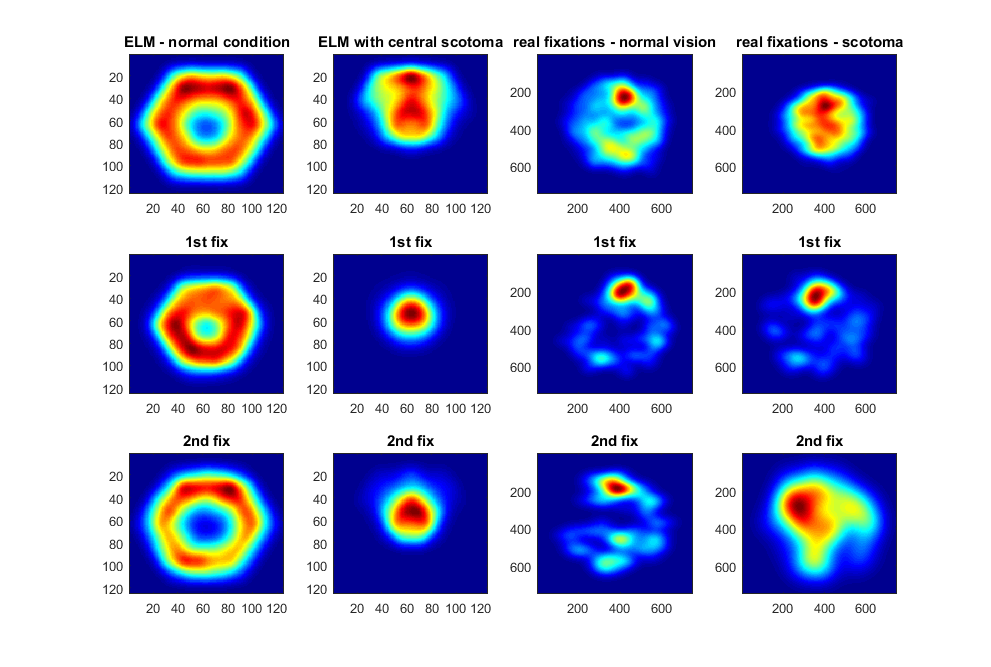 ELM - normal condition ELM with central scotoma real fixations - normal vision real fixations - scotoma
20 20 200 200
40 40
60 60 400 400
80 80
100 100 600 600
120 120
20 40 60 80 100 120 20 40 60 80 100 120 200 400 600 200 400 600
1st fix 1st fix 1st fix 1st fix
20 20 200 200
40 40
60 60 400 400
80 80
100 100 600 600
120 120
20 40 60 80 100 120 20 40 60 80 100 120 200 400 600 200 400 600
2nd fix 2nd fix 2nd fix 2nd fix
20 20 200 200
40 40
60 60 400 400
80 80
100 100 600 600
120 120
20 40 60 80 100 120 20 40 60 80 100 120 200 400 600 200 400 600